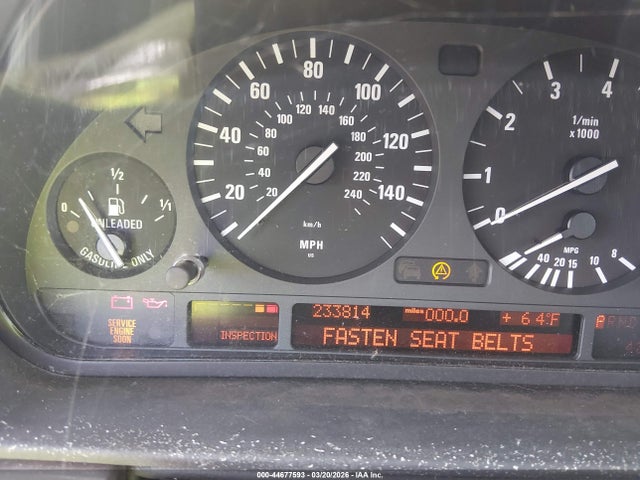 80
60 100
40 120
20 140
120 140
100 160
80 180
60 200
40 220
20 240
km/h
MPH
US
1/2
0 1/1
UNLEADED
GASOLINE ONLY
3 4
2
1
0
1/min
x1000
MPG
40 20 15 10 8
SERVICE
ENGINE
SOON
INSPECTION
233814 miles 000.0 + 64°F
FASTEN SEAT BELTS
PRNS
000-44677593 - 03/20/2026 - IAA Inc.